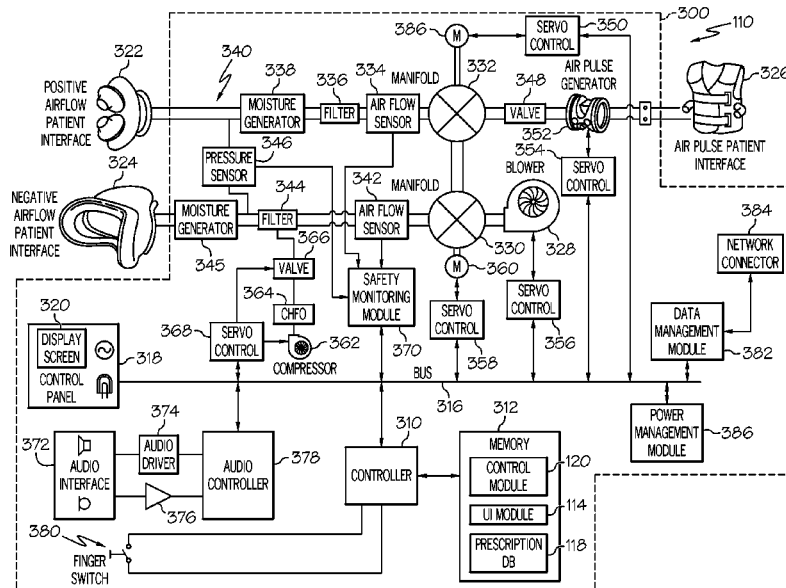 386
SERVO
CONTROL
350
300
110
322
340
338
336
334
MANIFOLD
332
348
AIR PULSE
GENERATOR
326
POSITIVE
AIRFLOW
PATIENT
INTERFACE
MOISTURE
GENERATOR
FILTER
AIR FLOW
SENSOR
VALVE
352
AIR PULSE PATIENT
INTERFACE
324
PRESSURE
SENSOR
346
354
SERVO
CONTROL
344
342
MANIFOLD
BLOWER
NEGATIVE
AIRFLOW
PATIENT
INTERFACE
MOISTURE
GENERATOR
FILTER
AIR FLOW
SENSOR
328
384
345
366
330
NETWORK
CONNECTOR
VALVE
M
M
360
364
SAFETY
MONITORING
MODULE
SERVO
CONTROL
320
368
CHFO
370
SERVO
CONTROL
356
DATA
MANAGEMENT
MODULE
DISPLAY
SCREEN
318
SERVO
CONTROL
362
358
382
CONTROL
PANEL
COMPRESSOR
BUS
316
374
310
312
372
AUDIO
DRIVER
378
MEMORY
POWER
MANAGEMENT
MODULE
386
AUDIO
INTERFACE
AUDIO
CONTROLLER
CONTROLLER
CONTROL
MODULE
120
376
UI MODULE
114
380
PRESCRIPTION
DB
118
FINGER
SWITCH